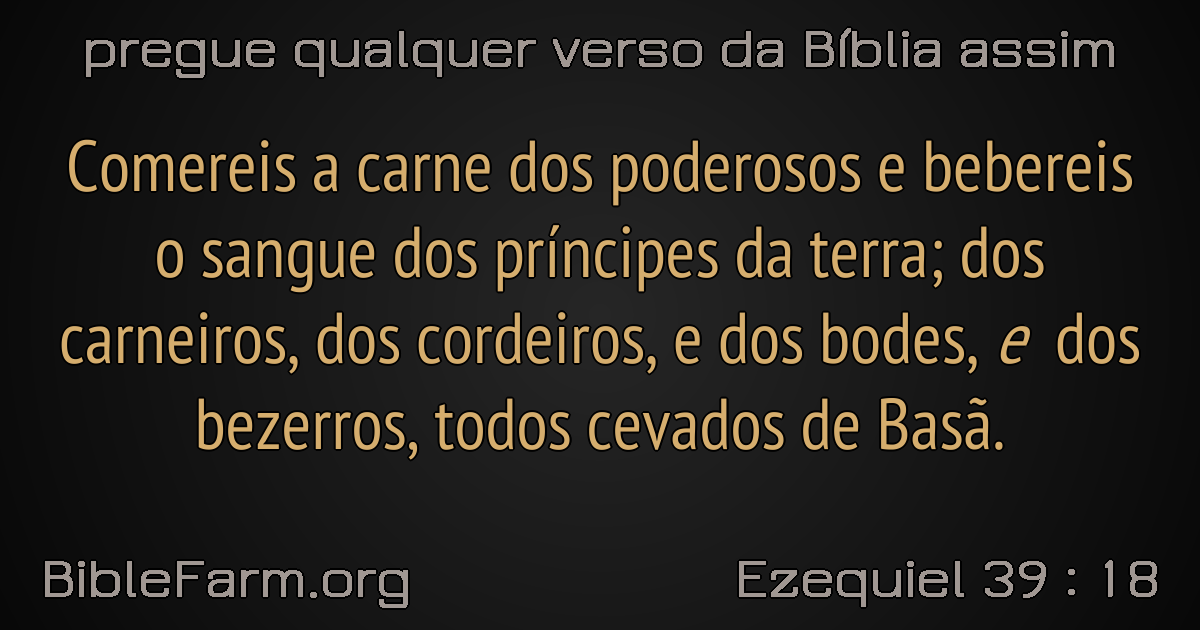 pregue qualquer verso da Bíblia assim
Comereis a carne dos poderosos e bebereis
o sangue dos príncipes da terra; dos
carneiros, dos cordeiros, e dos bodes, e dos
bezerros, todos cevados de Basã.
BibleFarm.org
Ezequiel 39 : 18